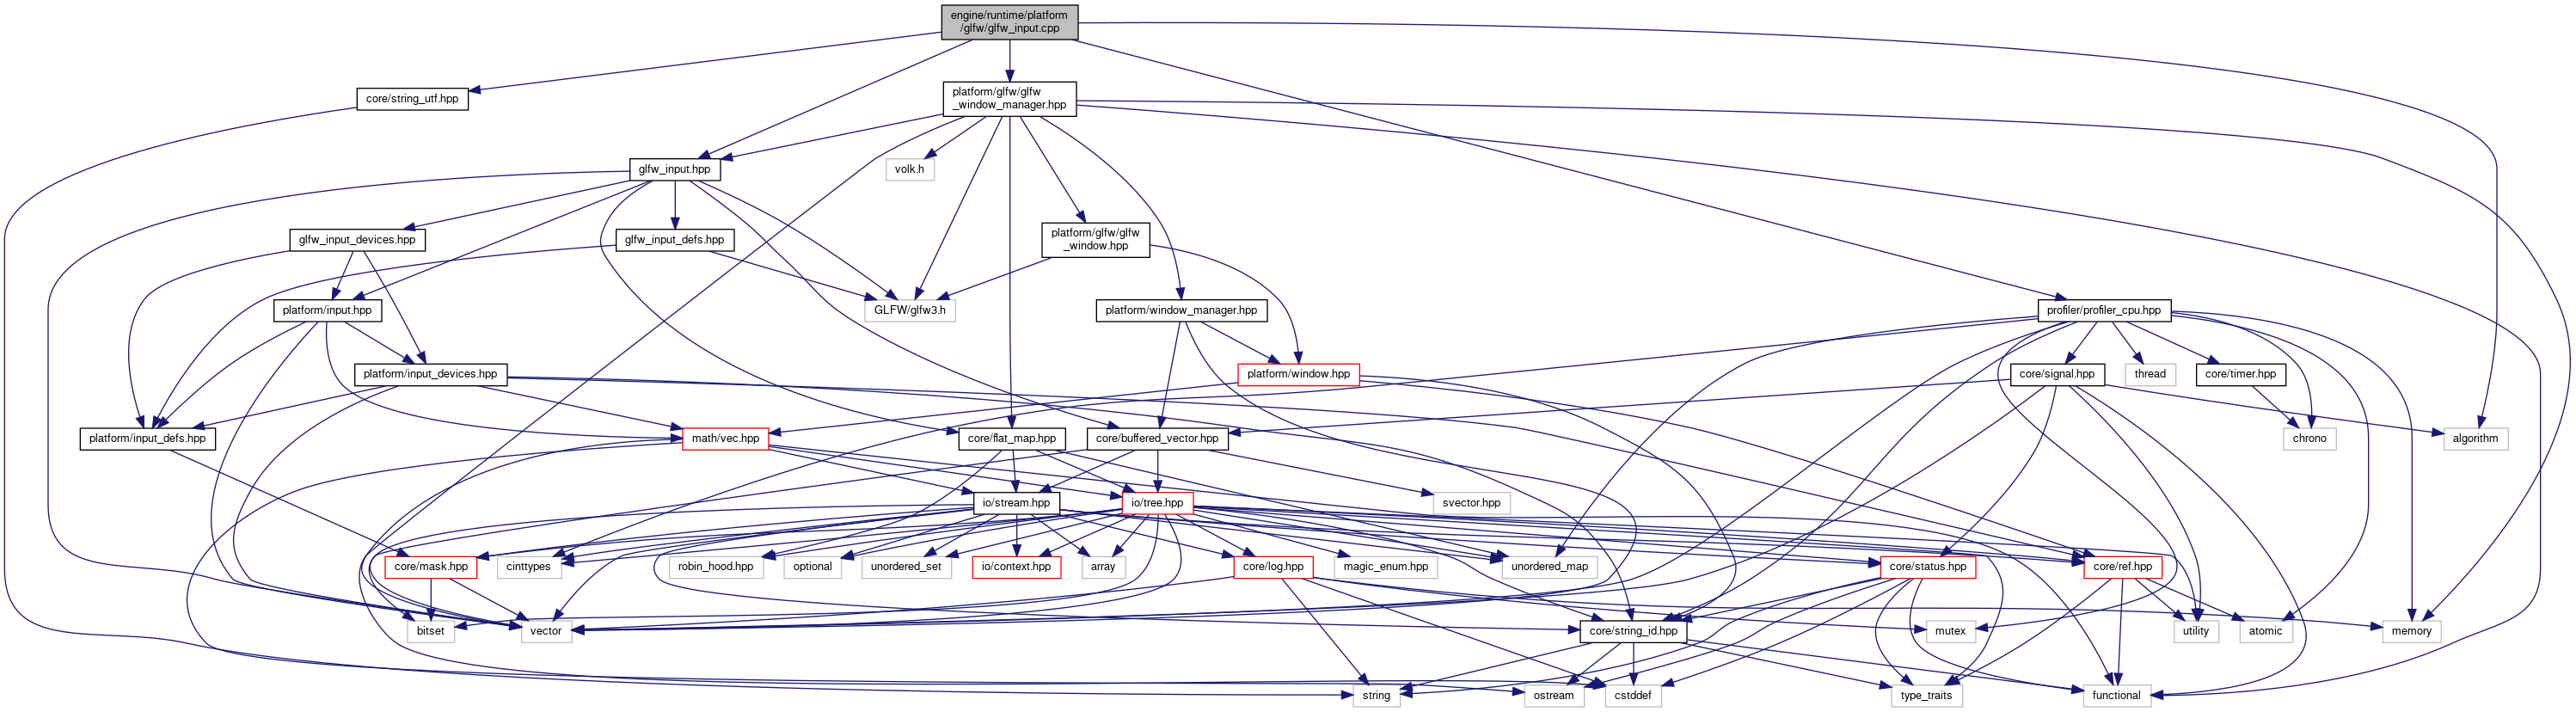 engine/runtime/platform
/glfw/glfw_input.cpp
core/string_utf.hpp
platform/glfw/glfw
_window_manager.hpp
glfw_input.hpp
volk.h
glfw_input_devices.hpp
glfw_input_defs.hpp
platform/glfw/glfw
_window.hpp
platform/input.hpp
GLFW/glfw3.h
platform/window_manager.hpp
profiler/profiler_cpu.hpp
platform/input_devices.hpp
platform/window.hpp
core/signal.hpp
thread
core/timer.hpp
platform/input_defs.hpp
math/vec.hpp
core/flat_map.hpp
core/buffered_vector.hpp
chrono
algorithm
io/stream.hpp
io/tree.hpp
svector.hpp
core/mask.hpp
cinttypes
robin_hood.hpp
optional
unordered_set
io/context.hpp
array
core/log.hpp
magic_enum.hpp
unordered_map
core/status.hpp
core/ref.hpp
bitset
vector
core/string_id.hpp
mutex
utility
atomic
memory
string
ostream
cstddef
type_traits
functional